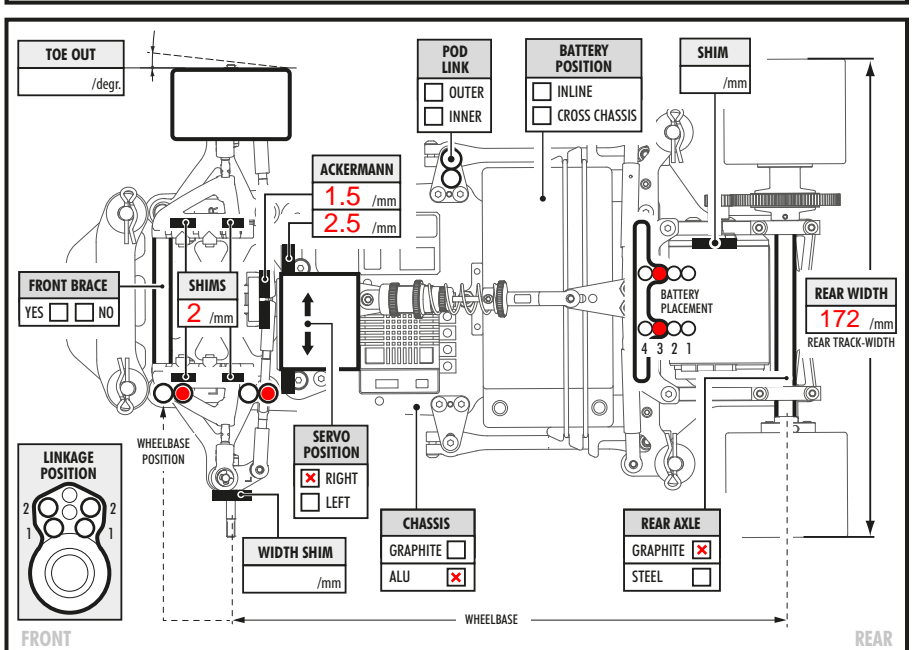 TOE OUT
/degr.
POD
LINK
OUTER
INNER
BATTERY
POSITION
INLINE
CROSS CHASSIS
SHIM
/mm
ACKERMANN
1.5 /mm
2.5 /mm
FRONT BRACE
YES NO
SHIMS
2 /mm
R
BATTERY
PLACEMENT
4 3 2 1
REAR WIDTH
172 /mm
REAR TRACK-WIDTH
WHEELBASE
POSITION
L
LINKAGE
POSITION
2 2
1 1
SERVO
POSITION
RIGHT
LEFT
WIDTH SHIM
/mm
CHASSIS
GRAPHITE
ALU
REAR AXLE
GRAPHITE
STEEL
WHEELBASE
FRONT
REAR